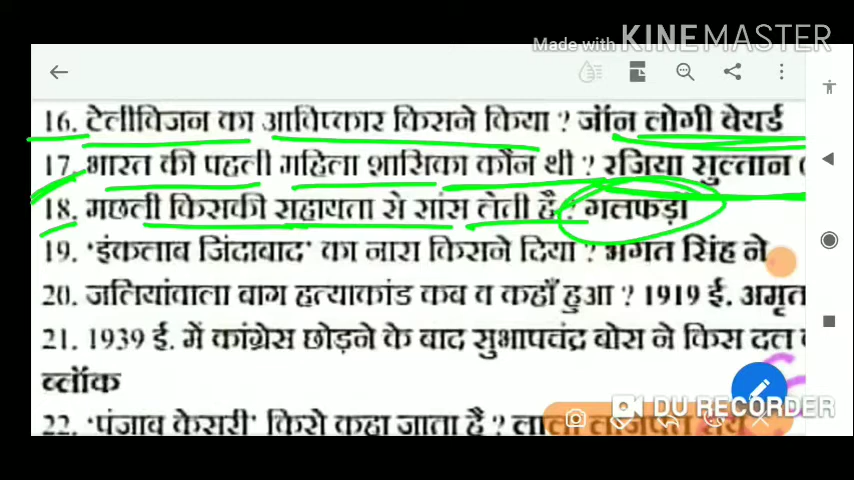 Made with KINEMASTER
16. टेलीविजन का आविष्कार किसने किया ? जॉन लोगी वेयर्ड
17. भारत की पहली महिला शासिका कौन थी ? रजिया सुल्तान (
18. मछली किसकी सहायता से सांस लेती है ? गलफड़ा
19. ‘इंकलाब जिंदाबाद’ का नारा किसने दिया ? भगत सिंह ने
20. जलियांवाला बाग हत्याकांड कब व कहाँ हुआ ? 1919 ई. अमृत
21. 1939 ई. में कांग्रेस छोड़ने के बाद सुभाषचंद्र बोस ने किस दल
ब्लॉक
22. ‘पंजाब केसरी’ किसे कहा जाता है ? लाला लाजपत राय
DU RECORDER